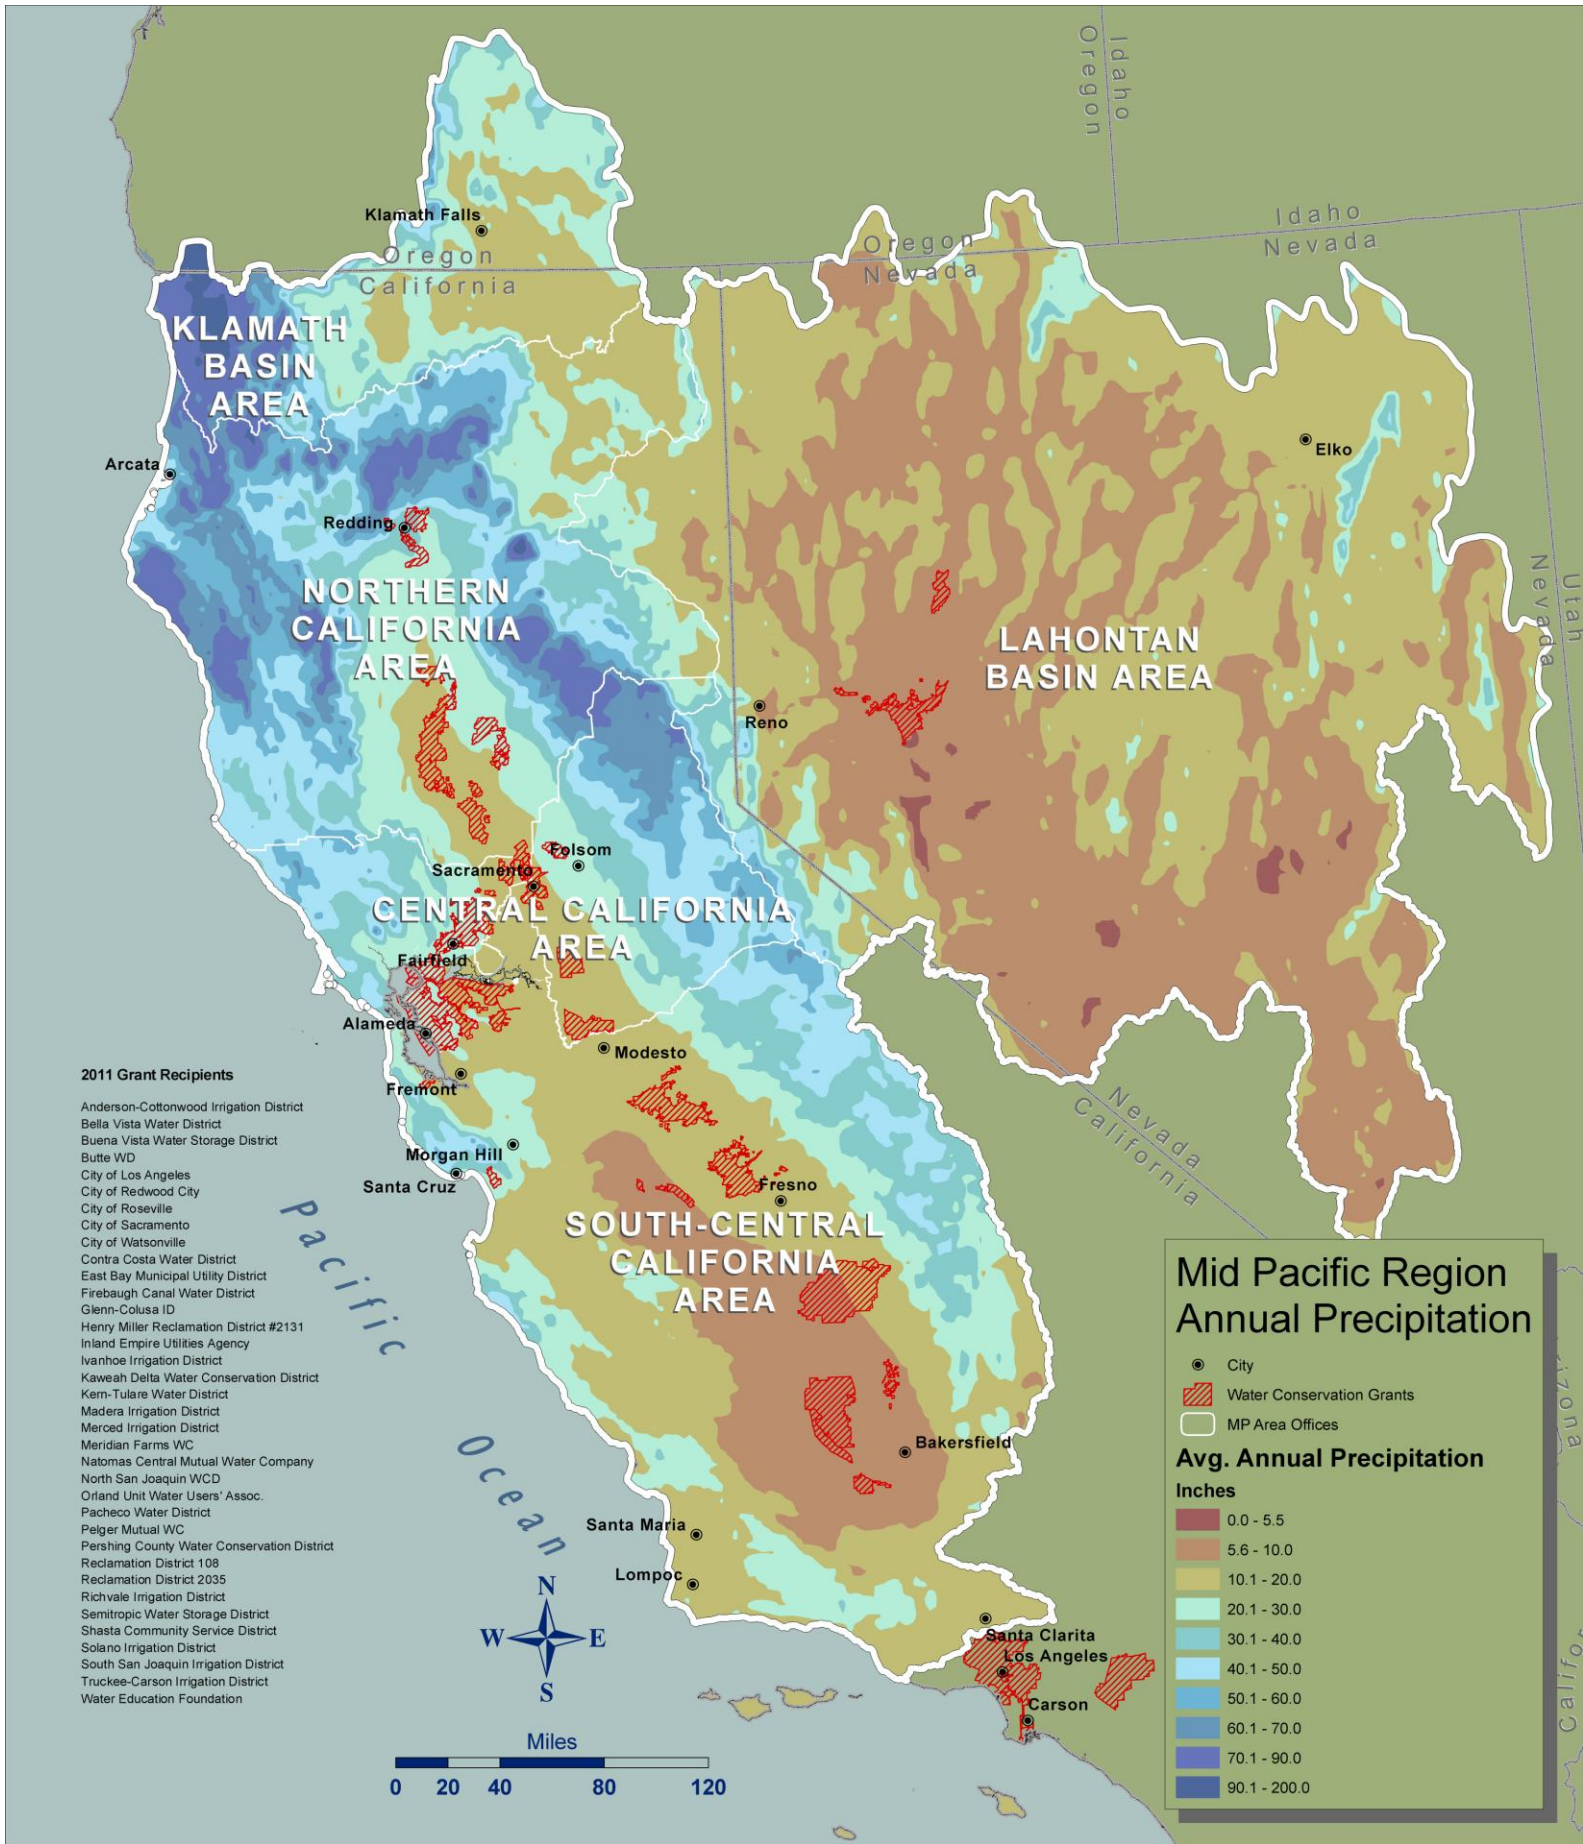 Idaho
Oregon
Idaho
Nevada
Oregon
Nevada
Klamath Falls
Oregon
California
KLAMATH
BASIN
AREA
Arcata
Elko
Redding
NORTHERN
CALIFORNIA
AREA
LAHONTAN
BASIN AREA
Utah
Nevada
Reno
Folsom
Sacramento
CENTRAL CALIFORNIA
AREA
Fairfield
Alameda
Modesto
Fremont
Nevada
California
Morgan Hill
Santa Cruz
Fresno
SOUTH-CENTRAL
CALIFORNIA
AREA
Bakersfield
Santa Maria
Lompoc
Santa Clarita
Los Angeles
Carson
Pacific
Ocean
2011 Grant Recipients
Anderson-Cottonwood Irrigation District
Bella Vista Water District
Buena Vista Water Storage District
Butte WD
City of Los Angeles
City of Redwood City
City of Roseville
City of Sacramento
City of Watsonville
Contra Costa Water District
East Bay Municipal Utility District
Firebaugh Canal Water District
Glenn-Colusa ID
Henry Miller Reclamation District #2131
Inland Empire Utilities Agency
Ivanhoe Irrigation District
Kaweah Delta Water Conservation District
Kern-Tulare Water District
Madera Irrigation District
Merced Irrigation District
Meridian Farms WC
Natomas Central Mutual Water Company
North San Joaquin WCD
Orland Unit Water Users' Assoc.
Pacheco Water District
Pelger Mutual WC
Pershing County Water Conservation District
Reclamation District 108
Reclamation District 2035
Richvale Irrigation District
Semitropic Water Storage District
Shasta Community Service District
Solano Irrigation District
South San Joaquin Irrigation District
Truckee-Carson Irrigation District
Water Education Foundation
N
W E
S
Miles
0 20 40 80 120
Mid Pacific Region
Annual Precipitation
City
Water Conservation Grants
MP Area Offices
Avg. Annual Precipitation
Inches
0.0 - 5.5
5.6 - 10.0
10.1 - 20.0
20.1 - 30.0
30.1 - 40.0
40.1 - 50.0
50.1 - 60.0
60.1 - 70.0
70.1 - 90.0
90.1 - 200.0
rizona
Califor